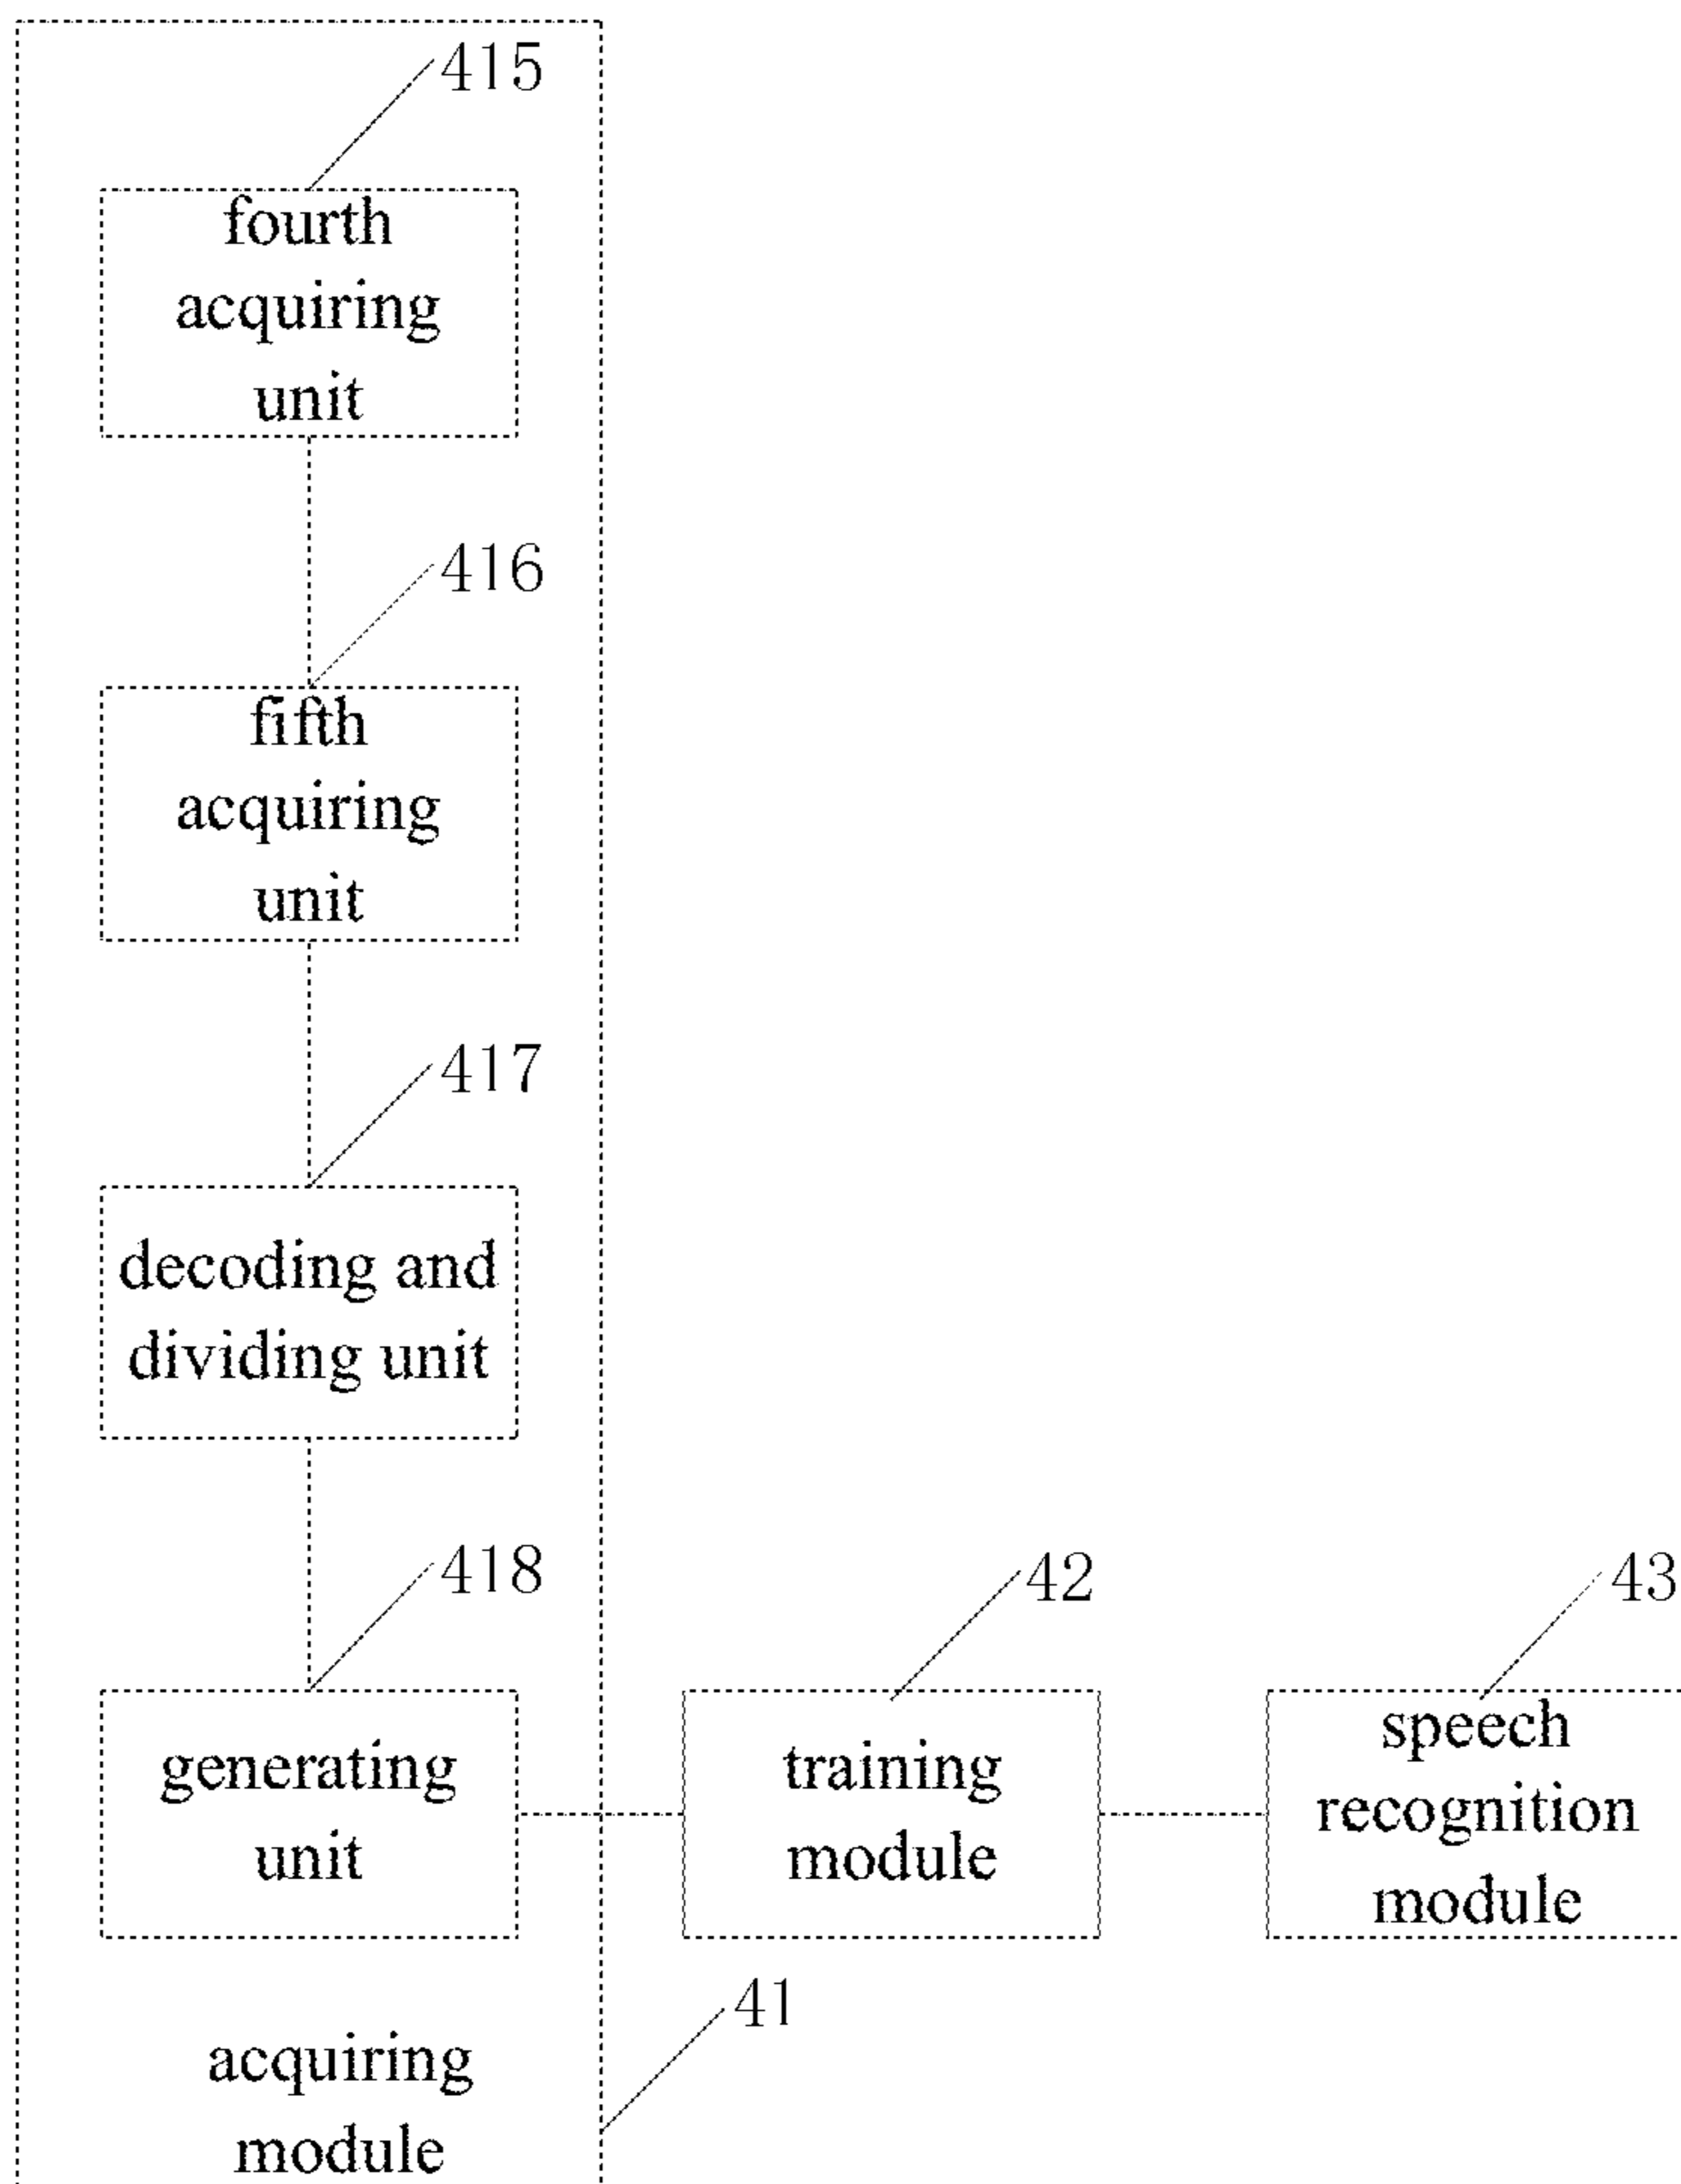 415
fourth
acquiring
unit
416
fifth
acquiring
unit
417
decoding and
dividing unit
418
generating
unit
42
training
module
43
speech
recognition
module
41
acquiring
module